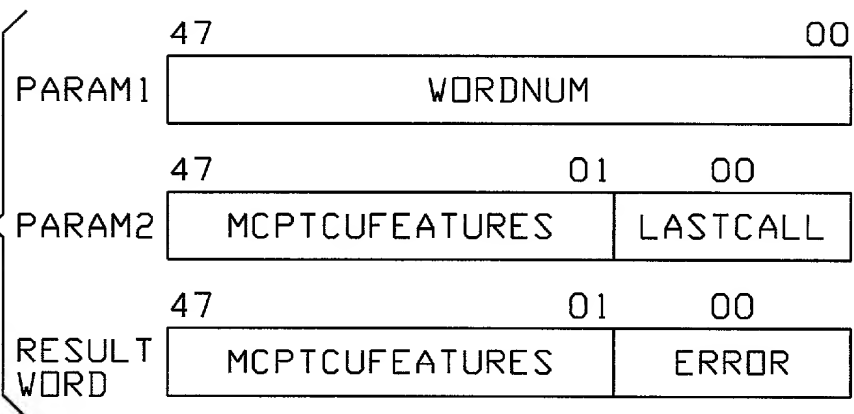 47 00
PARAM1 WORDNUM
47 01 00
PARAM2 MCPTCUFEATURES LASTCALL
47 01 00
RESULT
WORD MCPTCUFEATURES ERROR